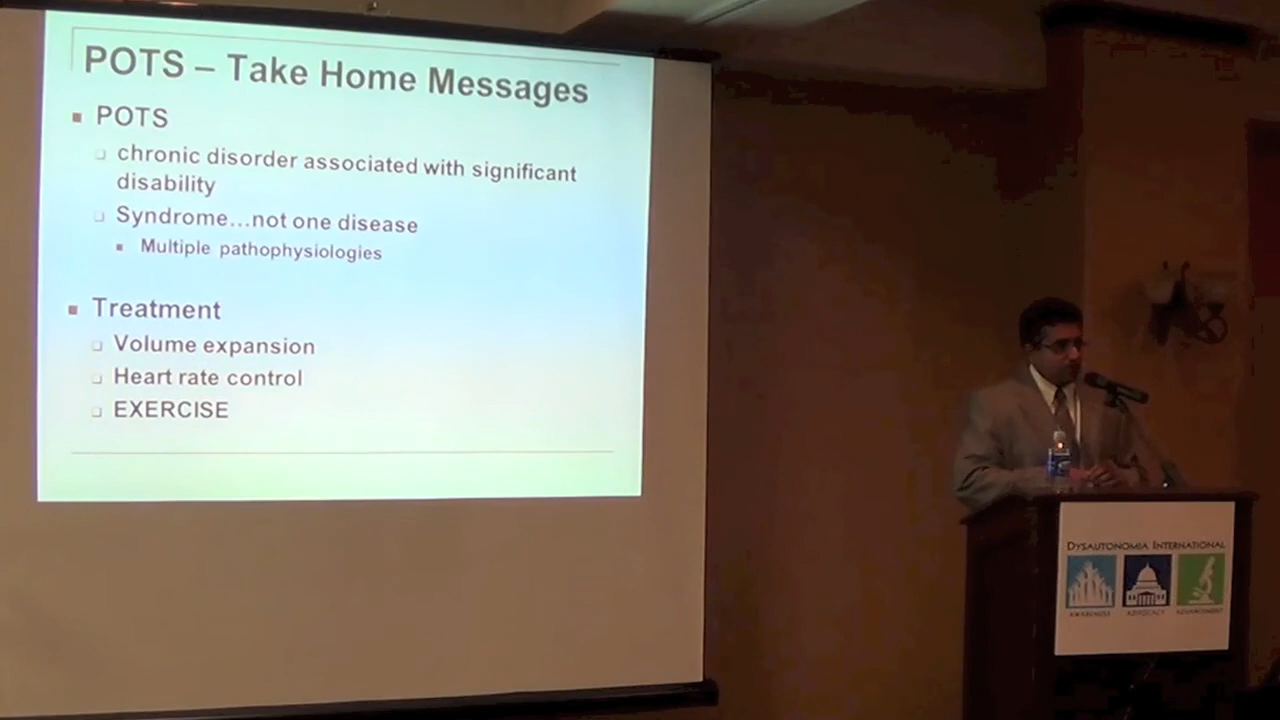 POTS – Take Home Messages
POTS
chronic disorder associated with significant
disability
Syndrome...not one disease
Multiple pathophysiologies
Treatment
Volume expansion
Heart rate control
EXERCISE
DYSAUTONOMIA INTERNATIONAL
AWARENESS ADVOCACY ADVANCEMENT